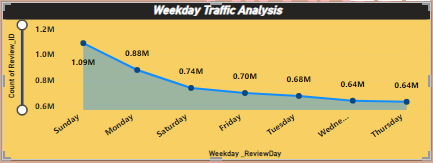 Weekday Traffic Analysis
Count of Review_ID
1.2M
1.0M
0.8M
0.6M
1.09M
0.88M
0.74M
0.70M
0.68M
0.64M
0.64M
Sunday
Monday
Saturday
Friday
Tuesday
Wedne...
Thursday
Weekday _ReviewDay